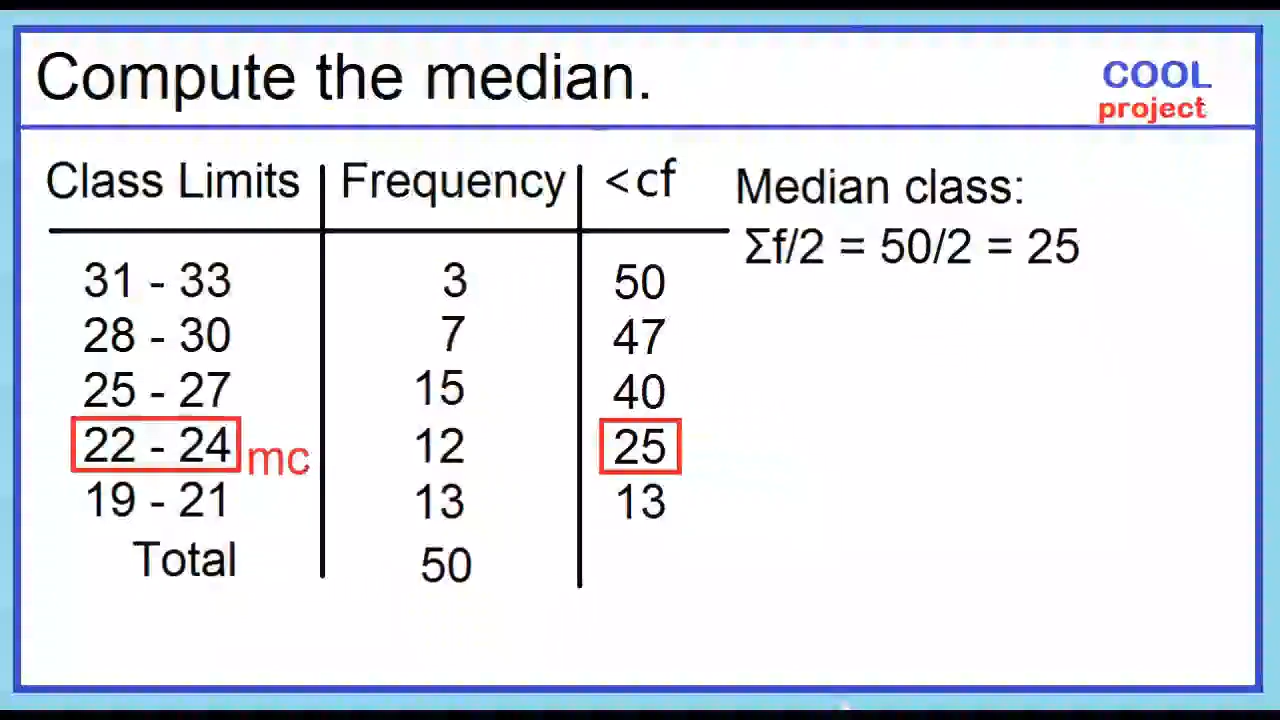 Compute the median.
COOL
project
Class Limits Frequency <cf
31 - 33 3 50
28 - 30 7 47
25 - 27 15 40
22 - 24 mc 12 25
19 - 21 13 13
Total 50
Median class:
Σf/2 = 50/2 = 25